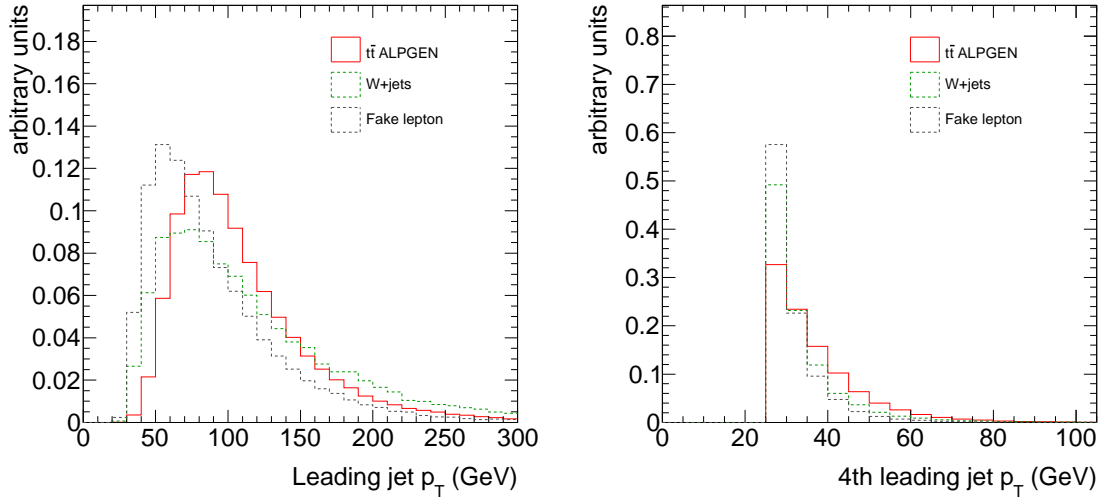 arbitrary units
0.18
0.16
0.14
0.12
0.1
0.08
0.06
0.04
0.02
0
tt̄ ALPGEN
W+jets
Fake lepton
0 50 100 150 200 250 300
Leading jet p_T (GeV)
arbitrary units
0.8
0.7
0.6
0.5
0.4
0.3
0.2
0.1
0
tt̄ ALPGEN
W+jets
Fake lepton
0 20 40 60 80 100
4th leading jet p_T (GeV)